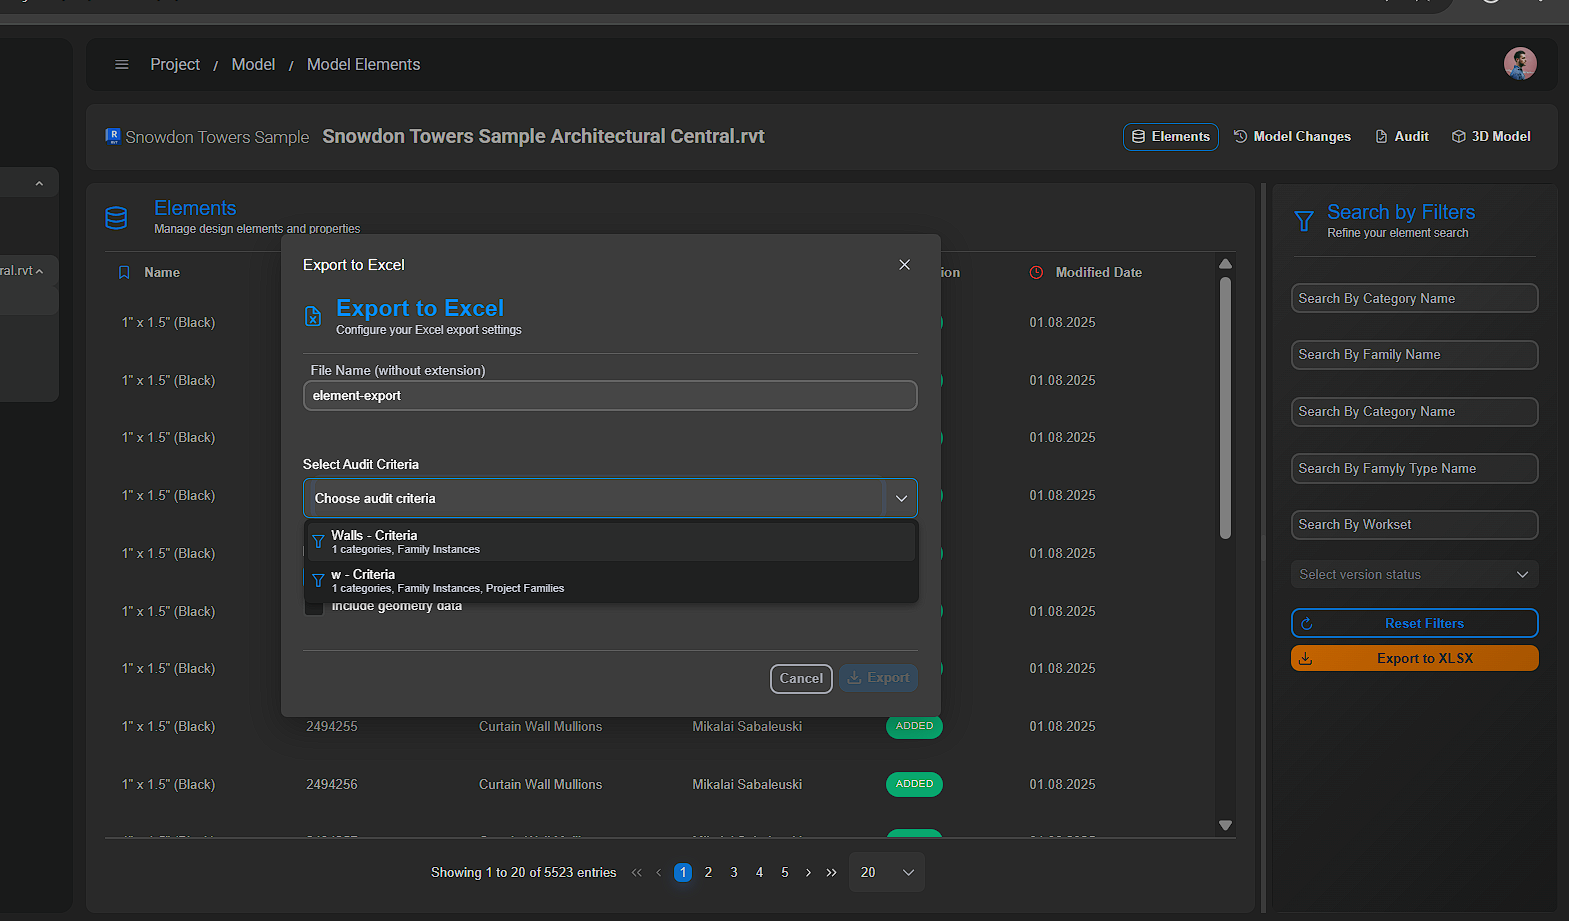 Project / Model / Model Elements
Snowdon Towers Sample Snowdon Towers Sample Architectural Central.rvt
Elements Model Changes Audit 3D Model
ral.rvt
Elements
Manage design elements and properties
Name ion Modified Date
1" x 1.5" (Black) 01.08.2025
1" x 1.5" (Black) 01.08.2025
1" x 1.5" (Black) 01.08.2025
1" x 1.5" (Black) 01.08.2025
1" x 1.5" (Black) 01.08.2025
1" x 1.5" (Black) 01.08.2025
1" x 1.5" (Black) 01.08.2025
1" x 1.5" (Black) 2494255 Curtain Wall Mullions Mikalai Sabaleuski ADDED 01.08.2025
1" x 1.5" (Black) 2494256 Curtain Wall Mullions Mikalai Sabaleuski ADDED 01.08.2025
Showing 1 to 20 of 5523 entries « ‹ 1 2 3 4 5 › » 20
Export to Excel
Export to Excel
Configure your Excel export settings
File Name (without extension)
element-export
Select Audit Criteria
Choose audit criteria
Walls - Criteria
1 categories, Family Instances
w - Criteria
1 categories, Family Instances, Project Families
Include geometry data
Cancel Export
Search by Filters
Refine your element search
Search By Category Name
Search By Family Name
Search By Category Name
Search By Famyly Type Name
Search By Workset
Select version status
Reset Filters
Export to XLSX